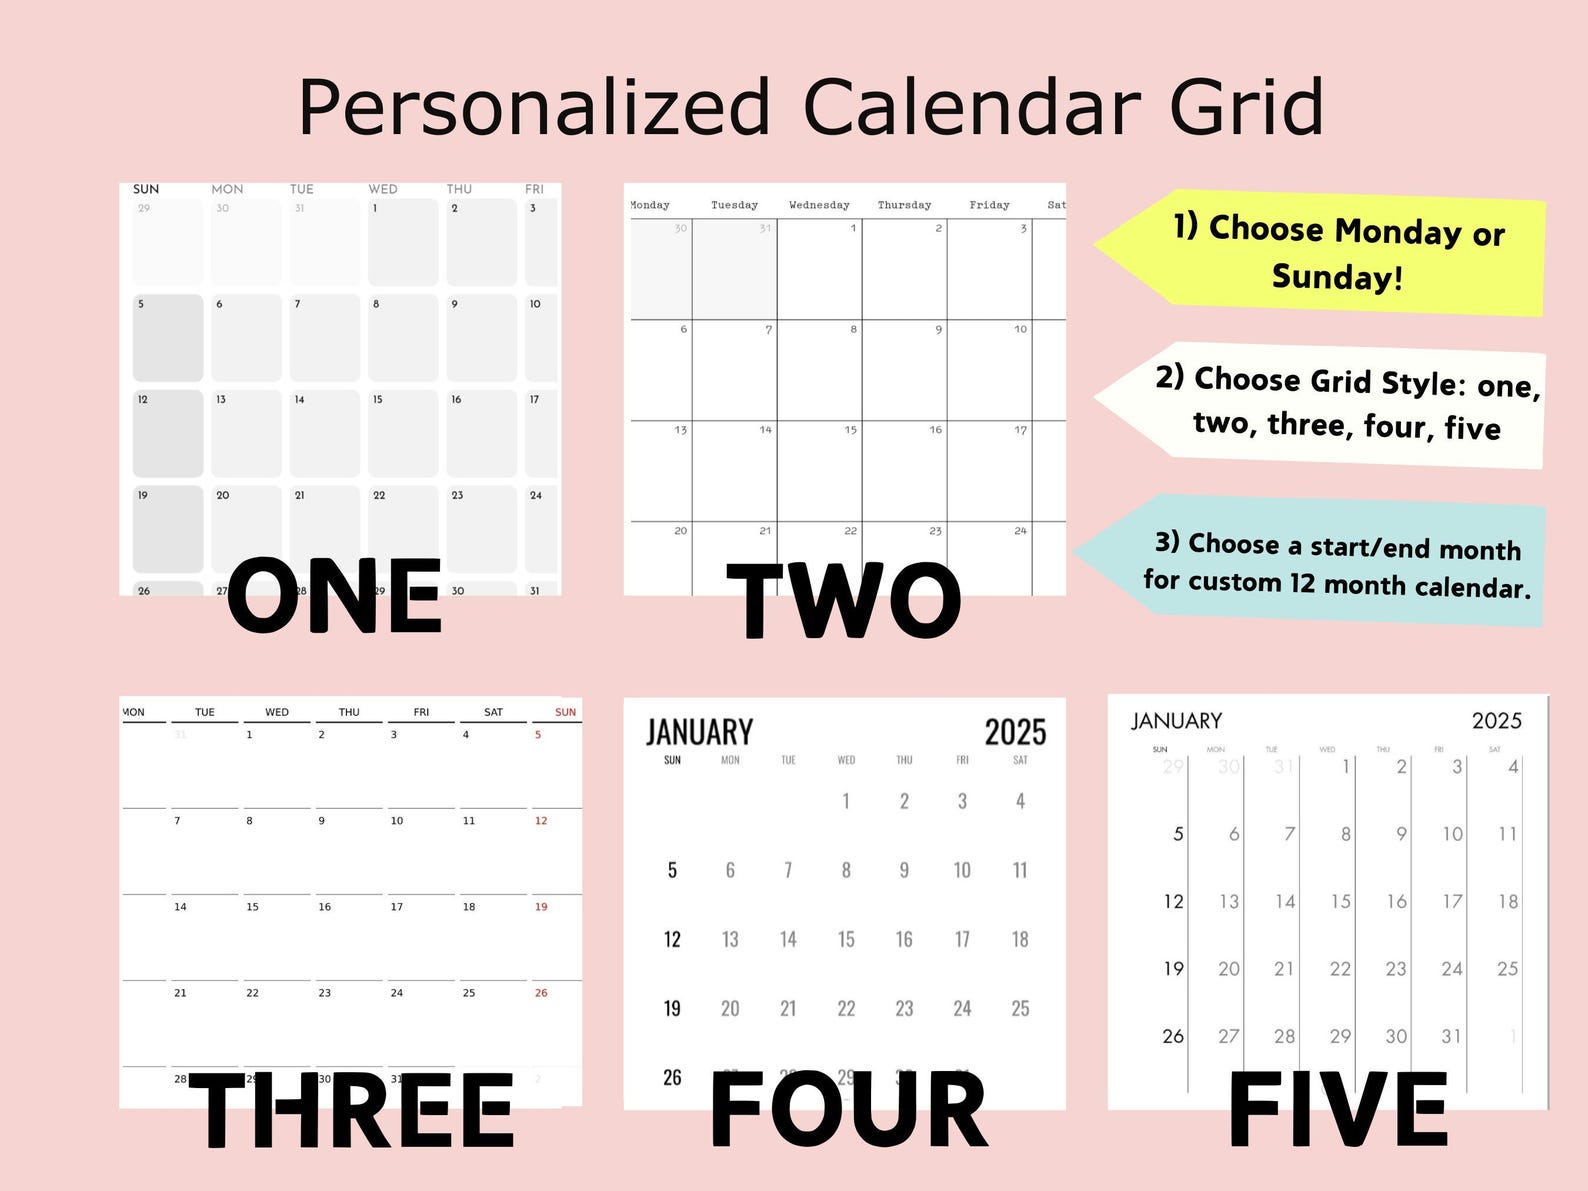 Personalized Calendar Grid
SUN MON TUE WED THU FRI
29 30 31 1 2 3
5 6 7 8 9 10
12 13 14 15 16 17
19 20 21 22 23 24
26 27 28 29 30 31
ONE
Monday Tuesday Wednesday Thursday Friday Sat
30 31 1 2 3
6 7 8 9 10
13 14 15 16 17
20 21 22 23 24
TWO
1) Choose Monday or
Sunday!
2) Choose Grid Style: one,
two, three, four, five
3) Choose a start/end month
for custom 12 month calendar.
MON TUE WED THU FRI SAT SUN
31 1 2 3 4 5
7 8 9 10 11 12
14 15 16 17 18 19
21 22 23 24 25 26
28 29 30 31 2
THREE
JANUARY 2025
SUN MON TUE WED THU FRI SAT
1 2 3 4
5 6 7 8 9 10 11
12 13 14 15 16 17 18
19 20 21 22 23 24 25
26 27 28 29 30 31
FOUR
JANUARY 2025
SUN MON TUE WED THU FRI SAT
29 30 31 1 2 3 4
5 6 7 8 9 10 11
12 13 14 15 16 17 18
19 20 21 22 23 24 25
26 27 28 29 30 31 1
FIVE